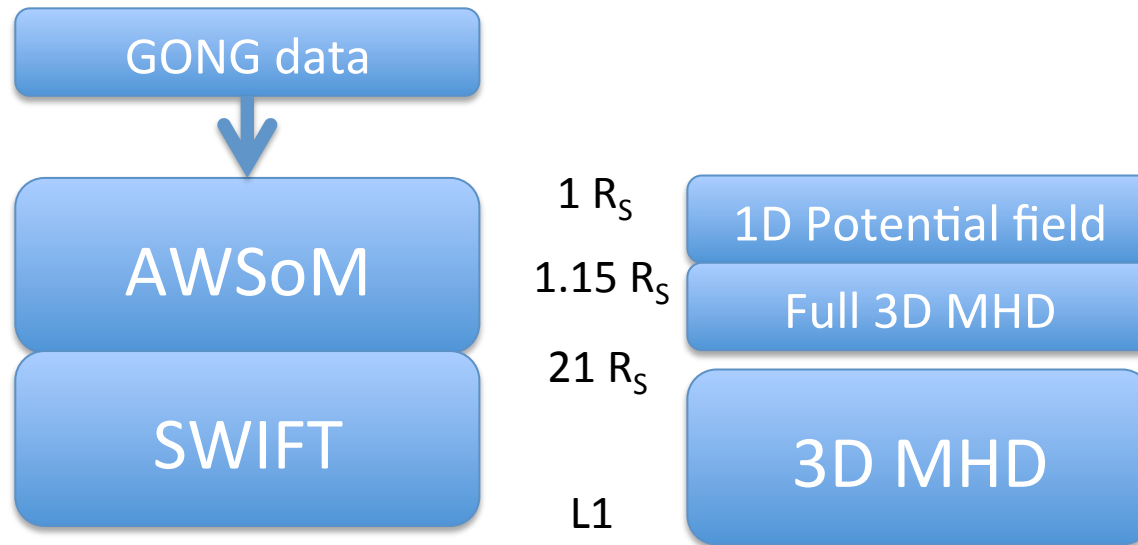 GONG data
AWSoM
SWIFT
1 R_S
1.15 R_S
21 R_S
L1
1D Potential field
Full 3D MHD
3D MHD